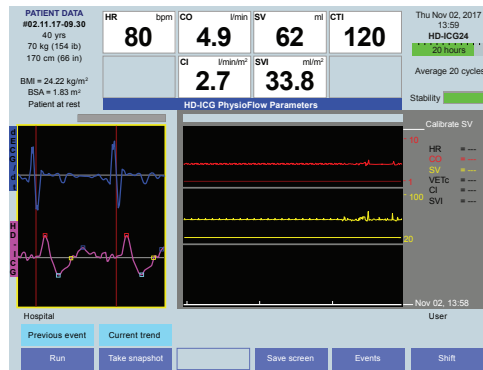 PATIENT DATA
#02.11.17-09.30
40 yrs
70 kg (154 lb)
170 cm (66 in)
BMI = 24.22 kg/m²
BSA = 1.83 m²
Patient at rest
HR bpm
80
CO l/min
4.9
SV ml
62
CTI
120
CI l/min/m²
2.7
SVI ml/m²
33.8
HD-ICG PhysioFlow Parameters
Thu Nov 02, 2017
13:59
HD-ICG24
20 hours
Average 20 cycles
Stability
HD-ICG
10
1
100
20
Calibrate SV
HR = —
CO = —
SV = —
VETc = —
CI = —
SVI = —
Nov 02, 13:58
Hospital
User
Previous event
Current trend
Run
Take snapshot
Save screen
Events
Shift